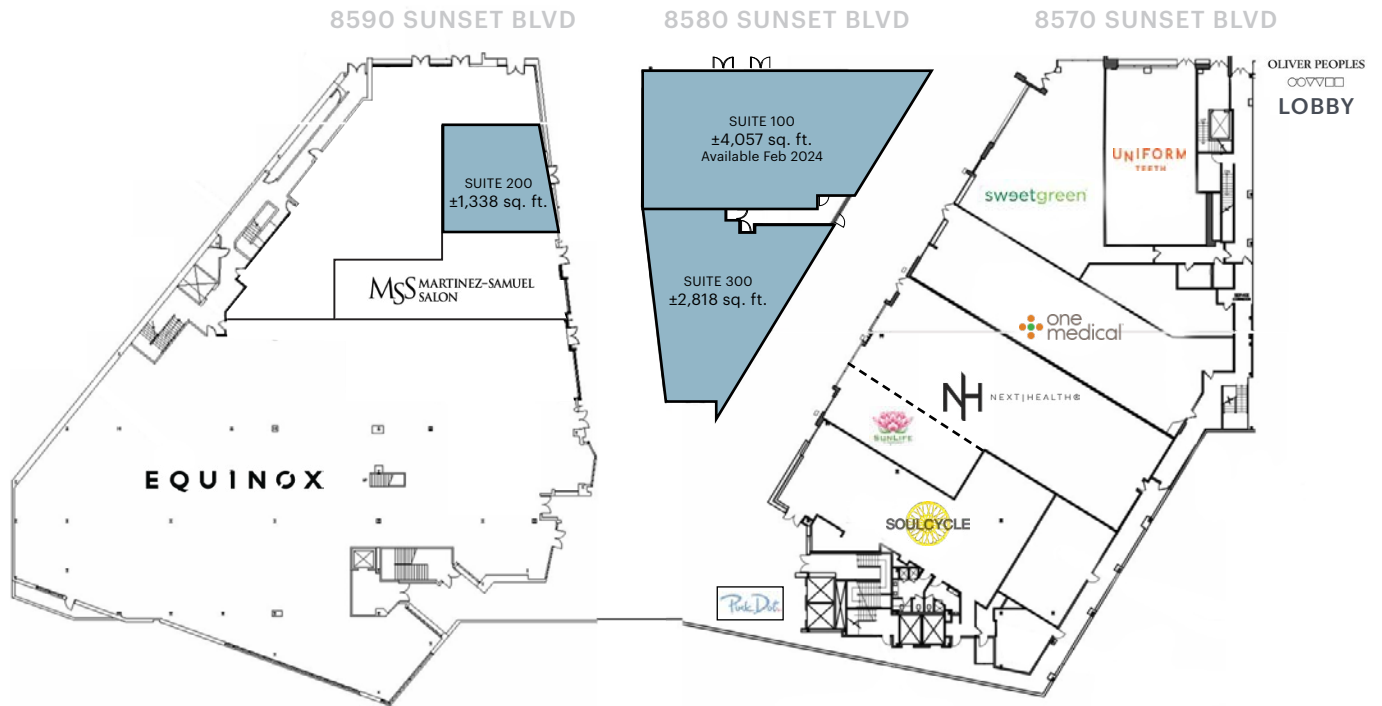 8590 SUNSET BLVD
8580 SUNSET BLVD
8570 SUNSET BLVD
OLIVER PEOPLES
LOBBY
SUITE 100
±4,057 sq. ft.
Available Feb 2024
UNIFORM
TEETH
SUITE 200
±1,338 sq. ft.
sweetgreen
MSS MARTINEZ-SAMUEL
SALON
SUITE 300
±2,818 sq. ft.
one
medical
NEXT|HEALTH®
NH
SUNLIFE
EQUINOX
SOULCYCLE
Pink Dot